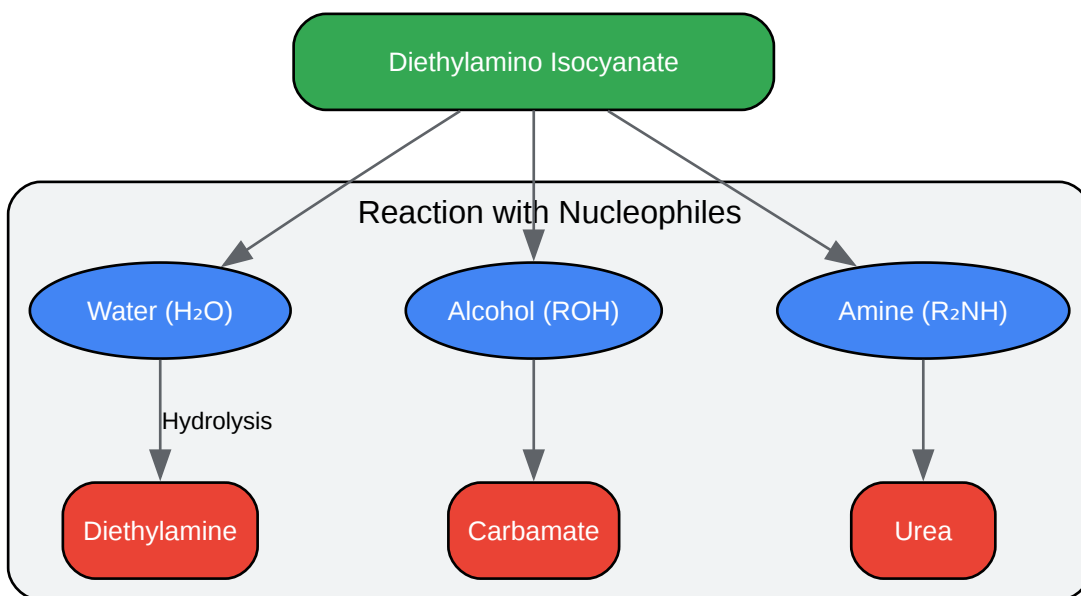 Diethylamino Isocyanate
Reaction with Nucleophiles
Water (H₂O)
Alcohol (ROH)
Amine (R₂NH)
Hydrolysis
Diethylamine
Carbamate
Urea